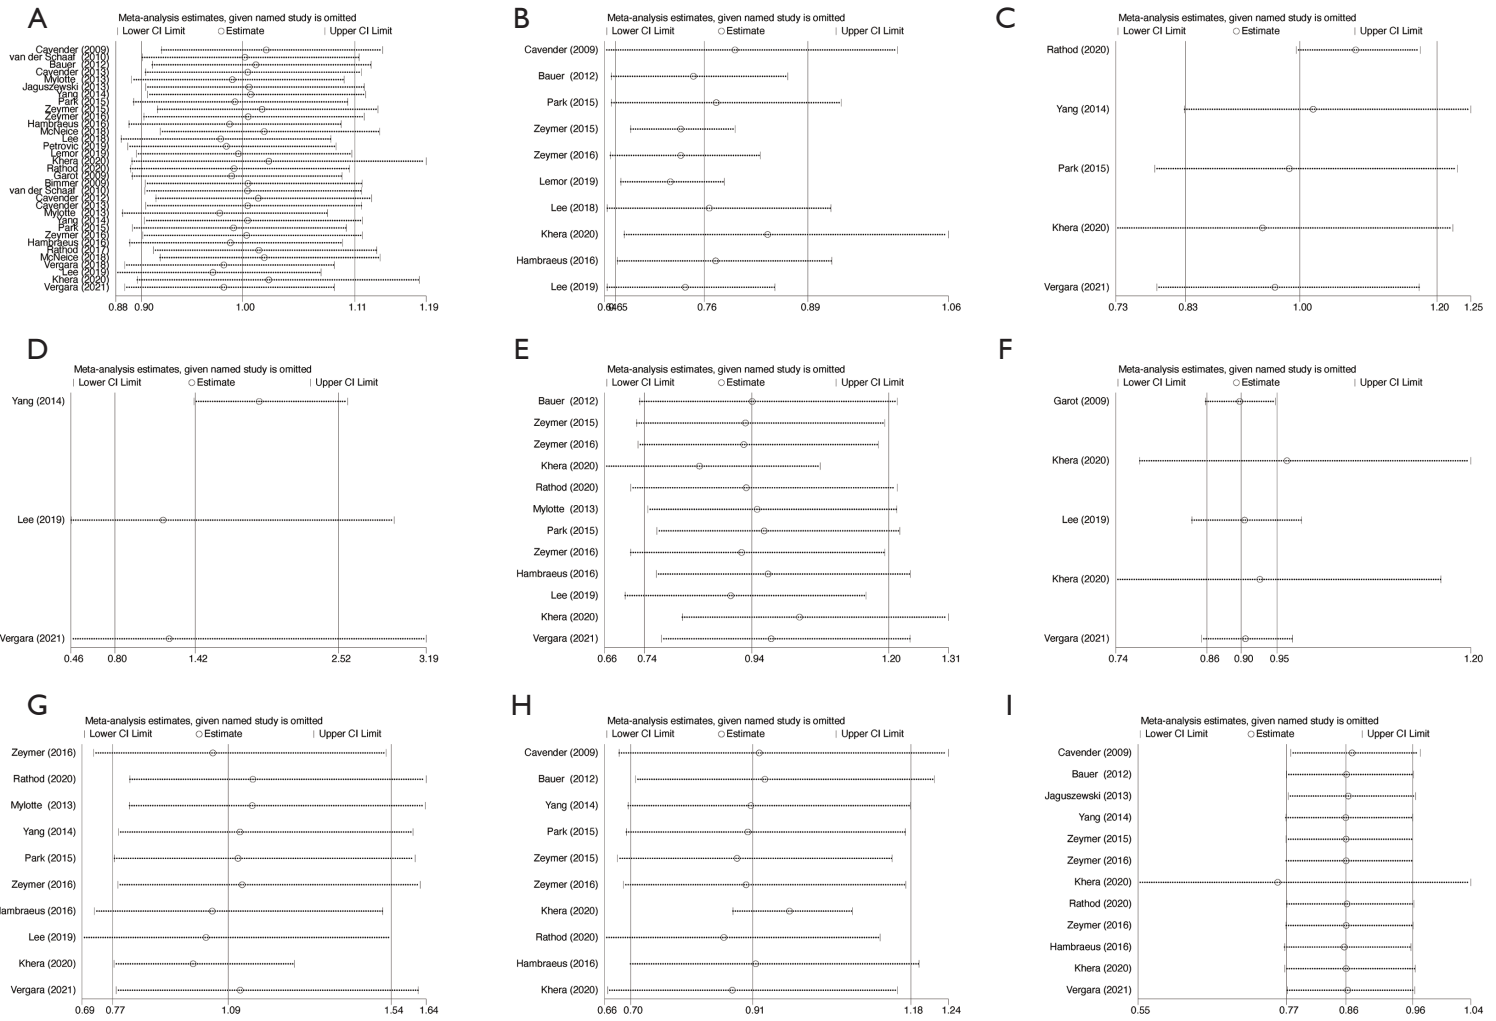 A
Meta-analysis estimates, given named study is omitted
Lower CI Limit Estimate Upper CI Limit
Cavender (2009)
van der Schaaf (2010)
Bauer (2012)
Cavender (2013)
Mylotte (2013)
Jaguszewski (2013)
Yang (2014)
Park (2015)
Zeymer (2015)
Zeymer (2016)
Hambraeus (2016)
McNeice (2018)
Lee (2018)
Petrovic (2019)
Lemor (2019)
Khera (2020)
Rathod (2020)
Garot (2009)
Bimmer (2009)
van der Schaaf (2010)
Cavender (2012)
Cavender (2013)
Mylotte (2013)
Yang (2014)
Park (2015)
Zeymer (2016)
Hambraeus (2016)
Rathod (2017)
McNeice (2018)
Vergara (2018)
Lee (2019)
Khera (2020)
Vergara (2021)
0.88 0.90 1.00 1.11 1.19
B
Meta-analysis estimates, given named study is omitted
Lower CI Limit Estimate Upper CI Limit
Cavender (2009)
Bauer (2012)
Park (2015)
Zeymer (2015)
Zeymer (2016)
Lemor (2019)
Lee (2018)
Khera (2020)
Hambraeus (2016)
Lee (2019)
0.64 0.65 0.76 0.89 1.06
C
Meta-analysis estimates, given named study is omitted
Lower CI Limit Estimate Upper CI Limit
Rathod (2020)
Yang (2014)
Park (2015)
Khera (2020)
Vergara (2021)
0.73 0.83 1.00 1.20 1.25
D
Meta-analysis estimates, given named study is omitted
Lower CI Limit Estimate Upper CI Limit
Yang (2014)
Lee (2019)
Vergara (2021)
0.46 0.80 1.42 2.52 3.19
E
Meta-analysis estimates, given named study is omitted
Lower CI Limit Estimate Upper CI Limit
Bauer (2012)
Zeymer (2015)
Zeymer (2016)
Khera (2020)
Rathod (2020)
Mylotte (2013)
Park (2015)
Zeymer (2016)
Hambraeus (2016)
Lee (2019)
Khera (2020)
Vergara (2021)
0.66 0.74 0.94 1.20 1.31
F
Meta-analysis estimates, given named study is omitted
Lower CI Limit Estimate Upper CI Limit
Garot (2009)
Khera (2020)
Lee (2019)
Khera (2020)
Vergara (2021)
0.74 0.86 0.90 0.95 1.20
G
Meta-analysis estimates, given named study is omitted
Lower CI Limit Estimate Upper CI Limit
Zeymer (2016)
Rathod (2020)
Mylotte (2013)
Yang (2014)
Park (2015)
Zeymer (2016)
ambraeus (2016)
Lee (2019)
Khera (2020)
Vergara (2021)
0.69 0.77 1.09 1.54 1.64
H
Meta-analysis estimates, given named study is omitted
Lower CI Limit Estimate Upper CI Limit
Cavender (2009)
Bauer (2012)
Yang (2014)
Park (2015)
Zeymer (2015)
Zeymer (2016)
Khera (2020)
Rathod (2020)
Hambraeus (2016)
Khera (2020)
0.66 0.70 0.91 1.18 1.24
I
Meta-analysis estimates, given named study is omitted
Lower CI Limit Estimate Upper CI Limit
Cavender (2009)
Bauer (2012)
Jaguszewski (2013)
Yang (2014)
Zeymer (2015)
Zeymer (2016)
Khera (2020)
Rathod (2020)
Zeymer (2016)
Hambraeus (2016)
Khera (2020)
Vergara (2021)
0.55 0.77 0.86 0.96 1.04